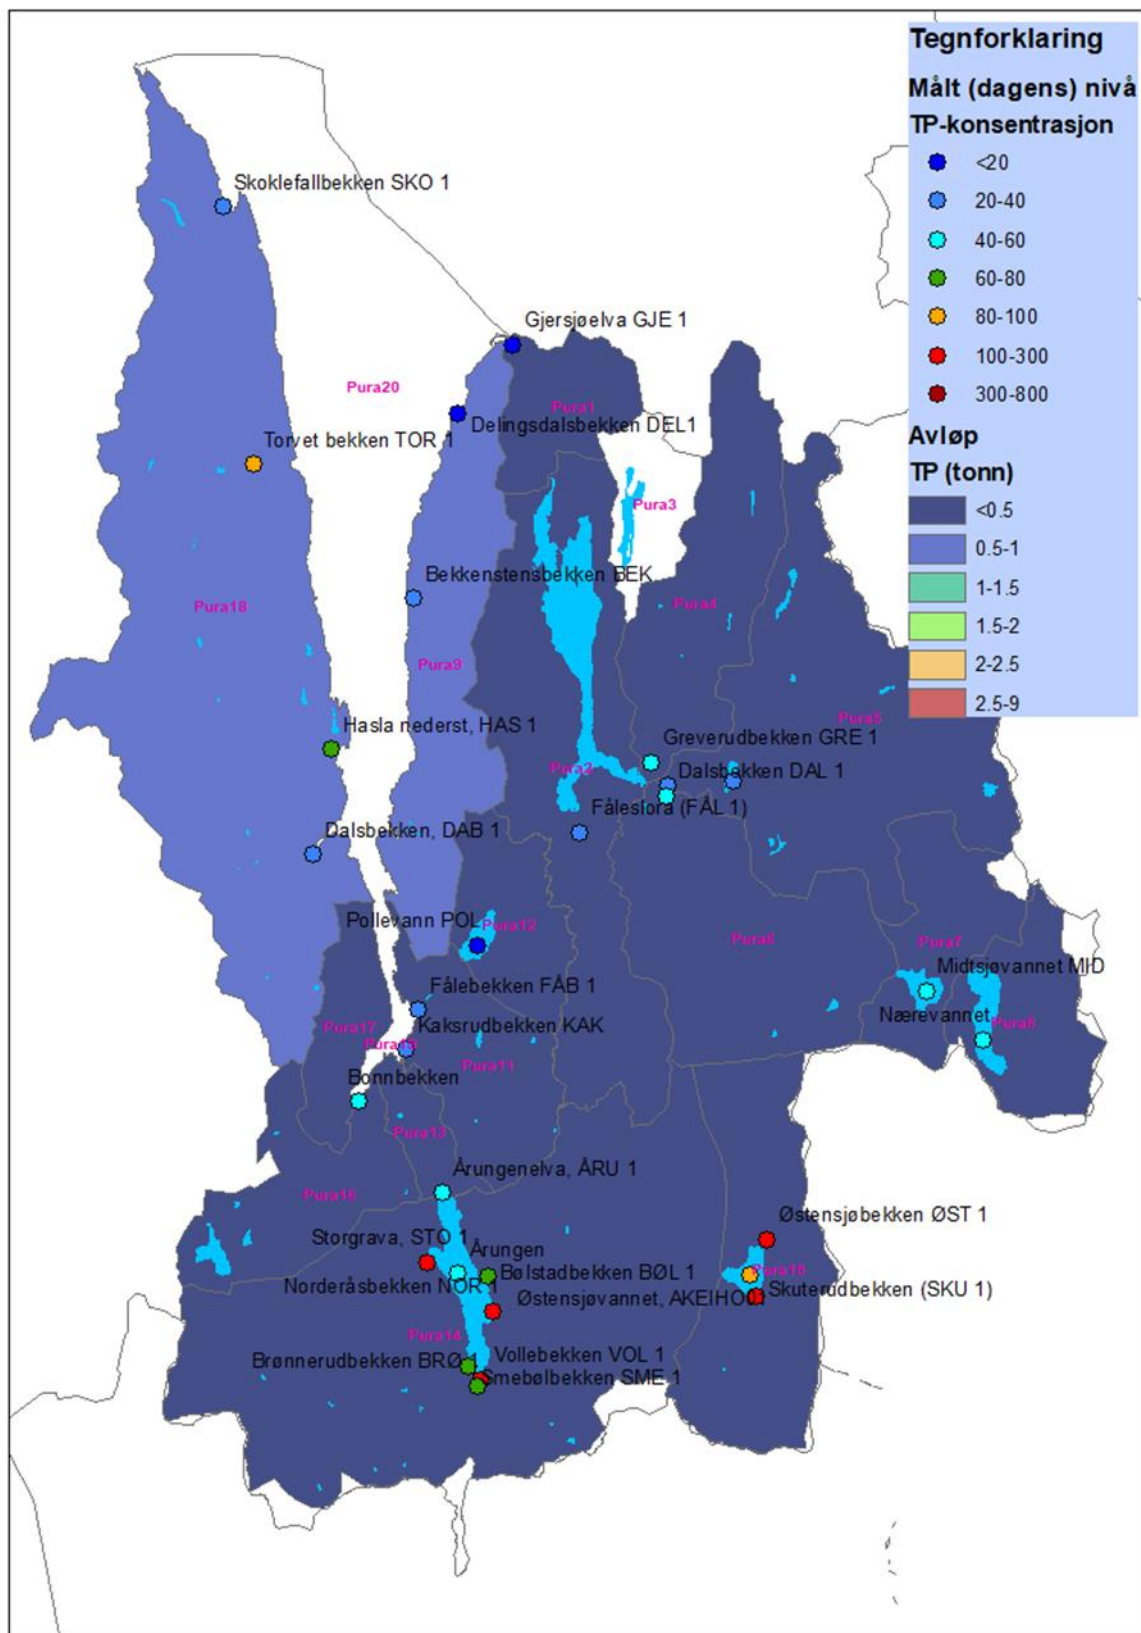 Tegnforklaring
Målt (dagens) nivå
TP-konsentrasjon
<20
20-40
40-60
60-80
80-100
100-300
300-800
Avløp
TP (tonn)
<0.5
0.5-1
1-1.5
1.5-2
2-2.5
2.5-9
Skoklefallbekken SKO 1
Gjersjøelva GJE 1
Pura20
Pura1
Delingsdalsbekken DEL1
Torvet bekken TOR 1
Pura3
Bekkenstensbekken BEK
Pura18
Pura4
Pura9
Pura5
Hasla nederst, HAS 1
Greverudbekken GRE 1
Pura2
Dalsbekken DAL 1
Fåleslora (FÅL 1)
Dalsbekken, DAB 1
Pollevann POL
Pura12
Pura6
Pura7
Midtsjøvannet MID
Fålebekken FÅB 1
Nærevannet
Pura8
Pura17
Kaksrudbekken KAK
Pura11
Bonnbekken
Pura13
Årungenelva, ÅRU 1
Pura16
Østensjøbekken ØST 1
Storgrava, STO 1
Årungen
Bølstadbekken BØL 1
Pura15
Norderåsbekken NOR 1
Skuterudbekken (SKU 1)
Østensjøvannet,
Pura14
Vollebekken VOL 1
Brønnerudbekken BRØ 1
Smebølbekken SME 1